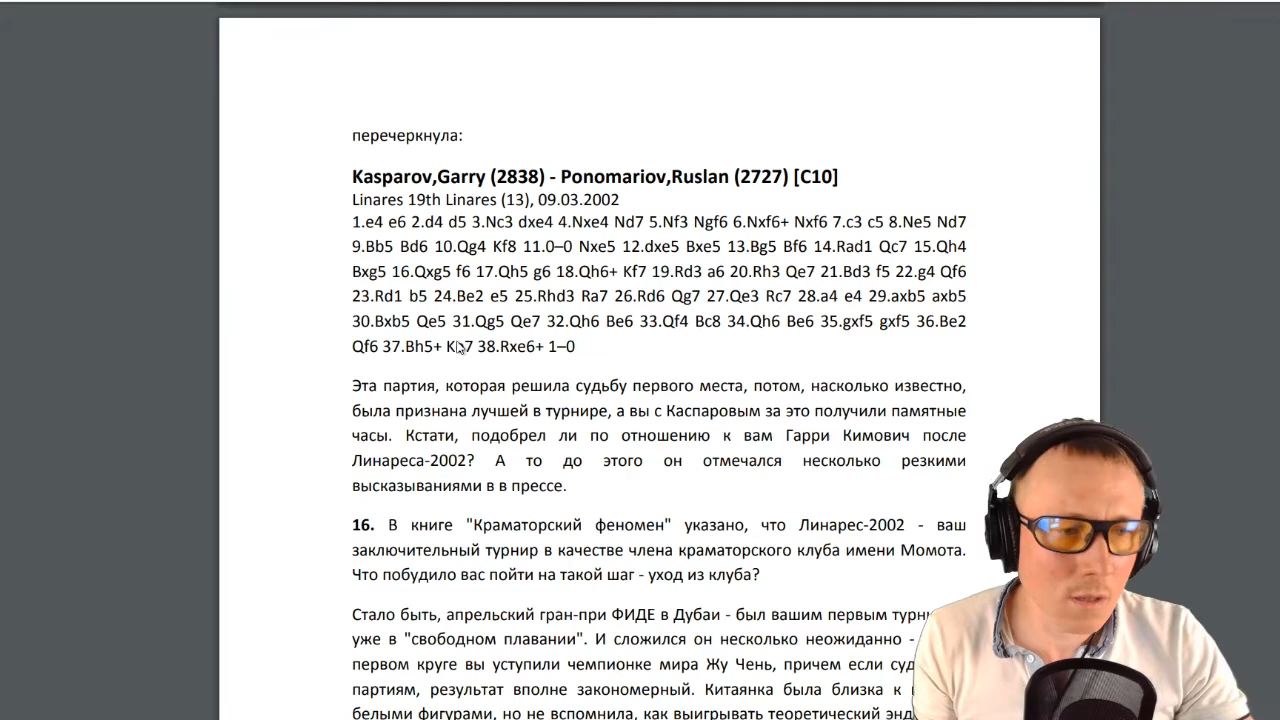 перечеркнула:
Kasparov,Garry (2838) - Ponomariov,Ruslan (2727) [C10]
Linares 19th Linares (13), 09.03.2002
1.e4 e6 2.d4 d5 3.Nc3 dxe4 4.Nxe4 Nd7 5.Nf3 Ngf6 6.Nxf6+ Nxf6 7.c3 c5 8.Ne5 Nd7
9.Bb5 Bd6 10.Qg4 Kf8 11.0–0 Nxe5 12.dxe5 Bxe5 13.Bg5 Bf6 14.Rad1 Qc7 15.Qh4
Bxg5 16.Qxg5 f6 17.Qh5 g6 18.Qh6+ Kf7 19.Rd3 a6 20.Rh3 Qe7 21.Bd3 f5 22.g4 Qf6
23.Rd1 b5 24.Be2 e5 25.Rhd3 Ra7 26.Rd6 Qg7 27.Qe3 Rc7 28.a4 e4 29.axb5 axb5
30.Bxb5 Qe5 31.Qg5 Qe7 32.Qh6 Be6 33.Qf4 Bc8 34.Qh6 Be6 35.gxf5 gxf5 36.Be2
Qf6 37.Bh5+ 38.Rxe6+ 1–0
Эта партия, которая решила судьбу первого места, потом, насколько известно,
была признана лучшей в турнире, а вы с Каспаровым за это получили памятные
часы. Кстати, подобрел ли по отношению к вам Гарри Кимович после
Линареса-2002? А то до этого он отмечался несколько резкими
высказываниями в в прессе.
16. В книге "Краматорский феномен" указано, что Линарес-2002 - ваш
заключительный турнир в качестве члена краматорского клуба имени Момота.
Что побудило вас пойти на такой шаг - уход из клуба?
Стало быть, апрельский гран-при ФИДЕ в Дубаи - был вашим первым
уже в "свободном плавании". И сложился он несколько неожиданно -
первом круге вы уступили чемпионке мира Жу Чень, причем если
партиям, результат вполне закономерный. Китаянка была близка к
белыми фигурами, но не вспомнила, как выигрывать теоретический